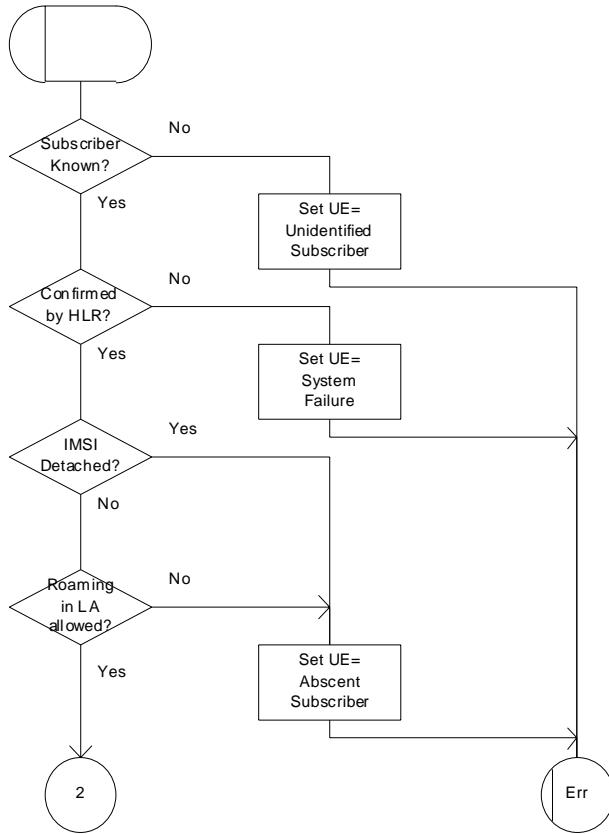 No
Subscriber
Known?
Yes
Set UE=
Unidentified
Subscriber
No
Confirmed
by HLR?
Yes
Set UE=
System
Failure
Yes
IMSI
Detached?
No
No
Roaming
in LA
allowed?
Yes
Set UE=
Abscent
Subscriber
2
Err